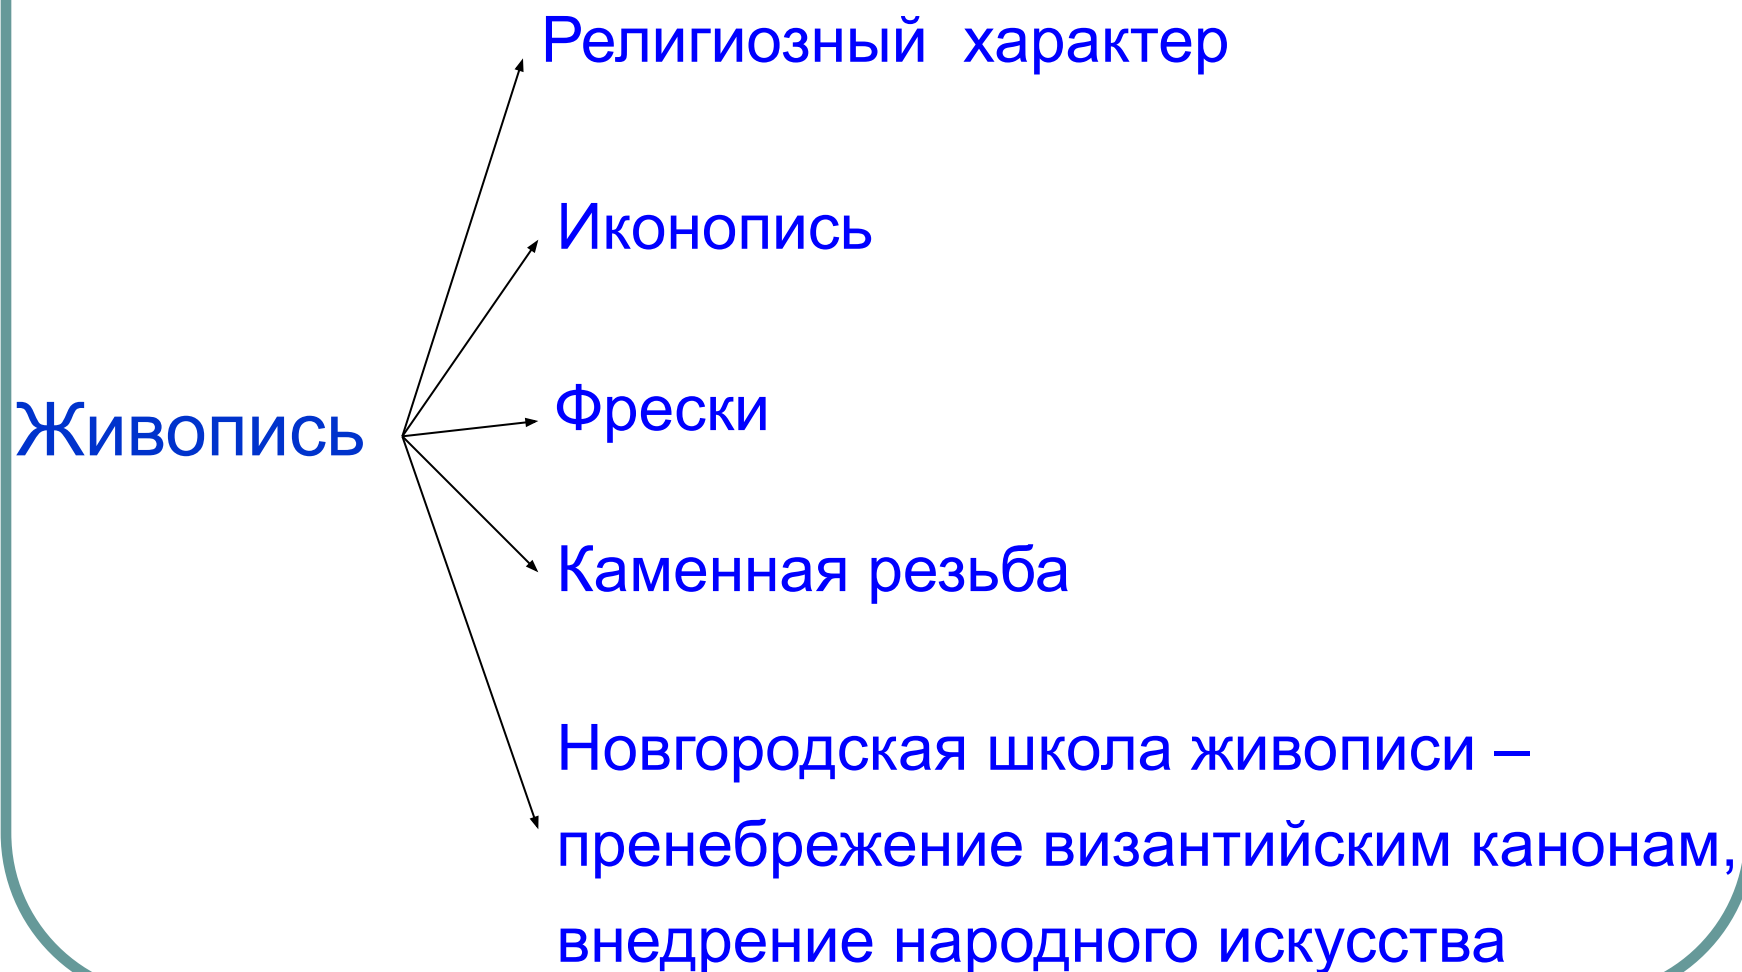 Религиозный характер
Иконопись
Фрески
Живопись
Каменная резьба
Новгородская школа живописи –
пренебрежение византийским канонам,
внедрение народного искусства